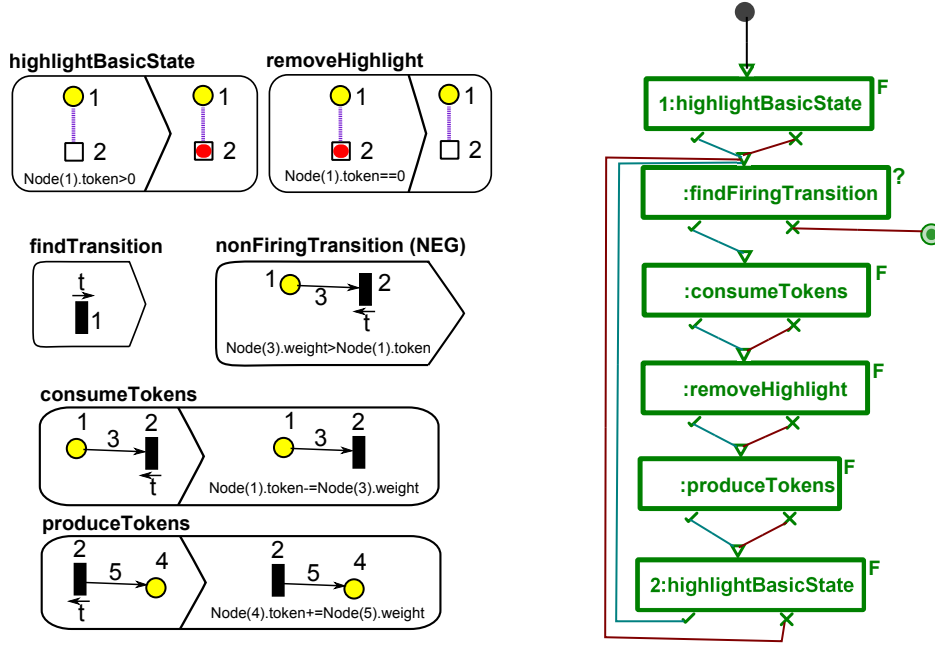 highlightBasicState
1
2
Node(1).token>0
1
2
removeHighlight
1
2
Node(1).token==0
1
2
findTransition
t
1
nonFiringTransition (NEG)
1
3
2
t
Node(3).weight>Node(1).token
consumeTokens
1
3
2
t
1
3
2
Node(1).token-=Node(3).weight
produceTokens
2
5
4
t
2
5
4
Node(4).token+=Node(5).weight
1:highlightBasicState
F
:findFiringTransition
?
:consumeTokens
F
:removeHighlight
F
:produceTokens
F
2:highlightBasicState
F